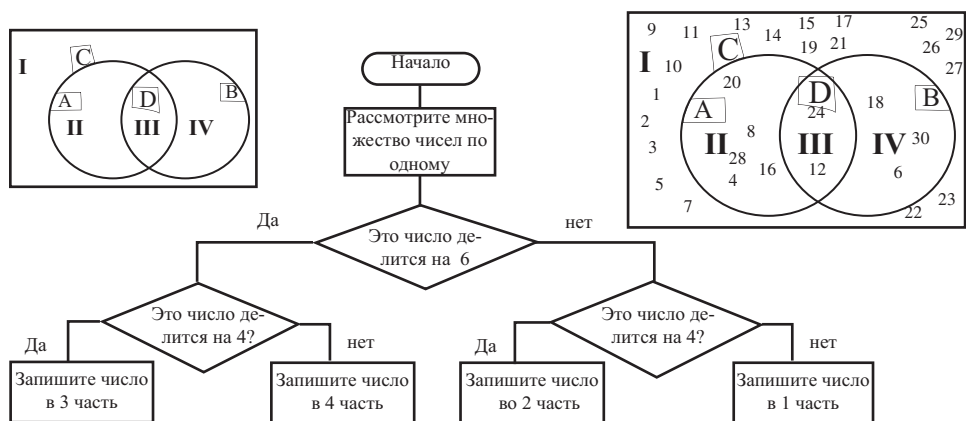 I
C
A
D
B
II
III
IV
Начало
Рассмотрите мно-
жество чисел по
одному
Это число де-
лится на 6
Да
нет
Это число де-
лится на 4?
Да
нет
Запишите число
в 3 часть
Запишите число
в 4 часть
Это число де-
лится на 4?
Да
нет
Запишите число
во 2 часть
Запишите число
в 1 часть
9
11
13
14
15
17
19
21
25
29
26
27
I
10
C
20
D
24
A
B
18
1
2
3
II
8
28
4
16
III
12
IV
30
6
5
7
22
23